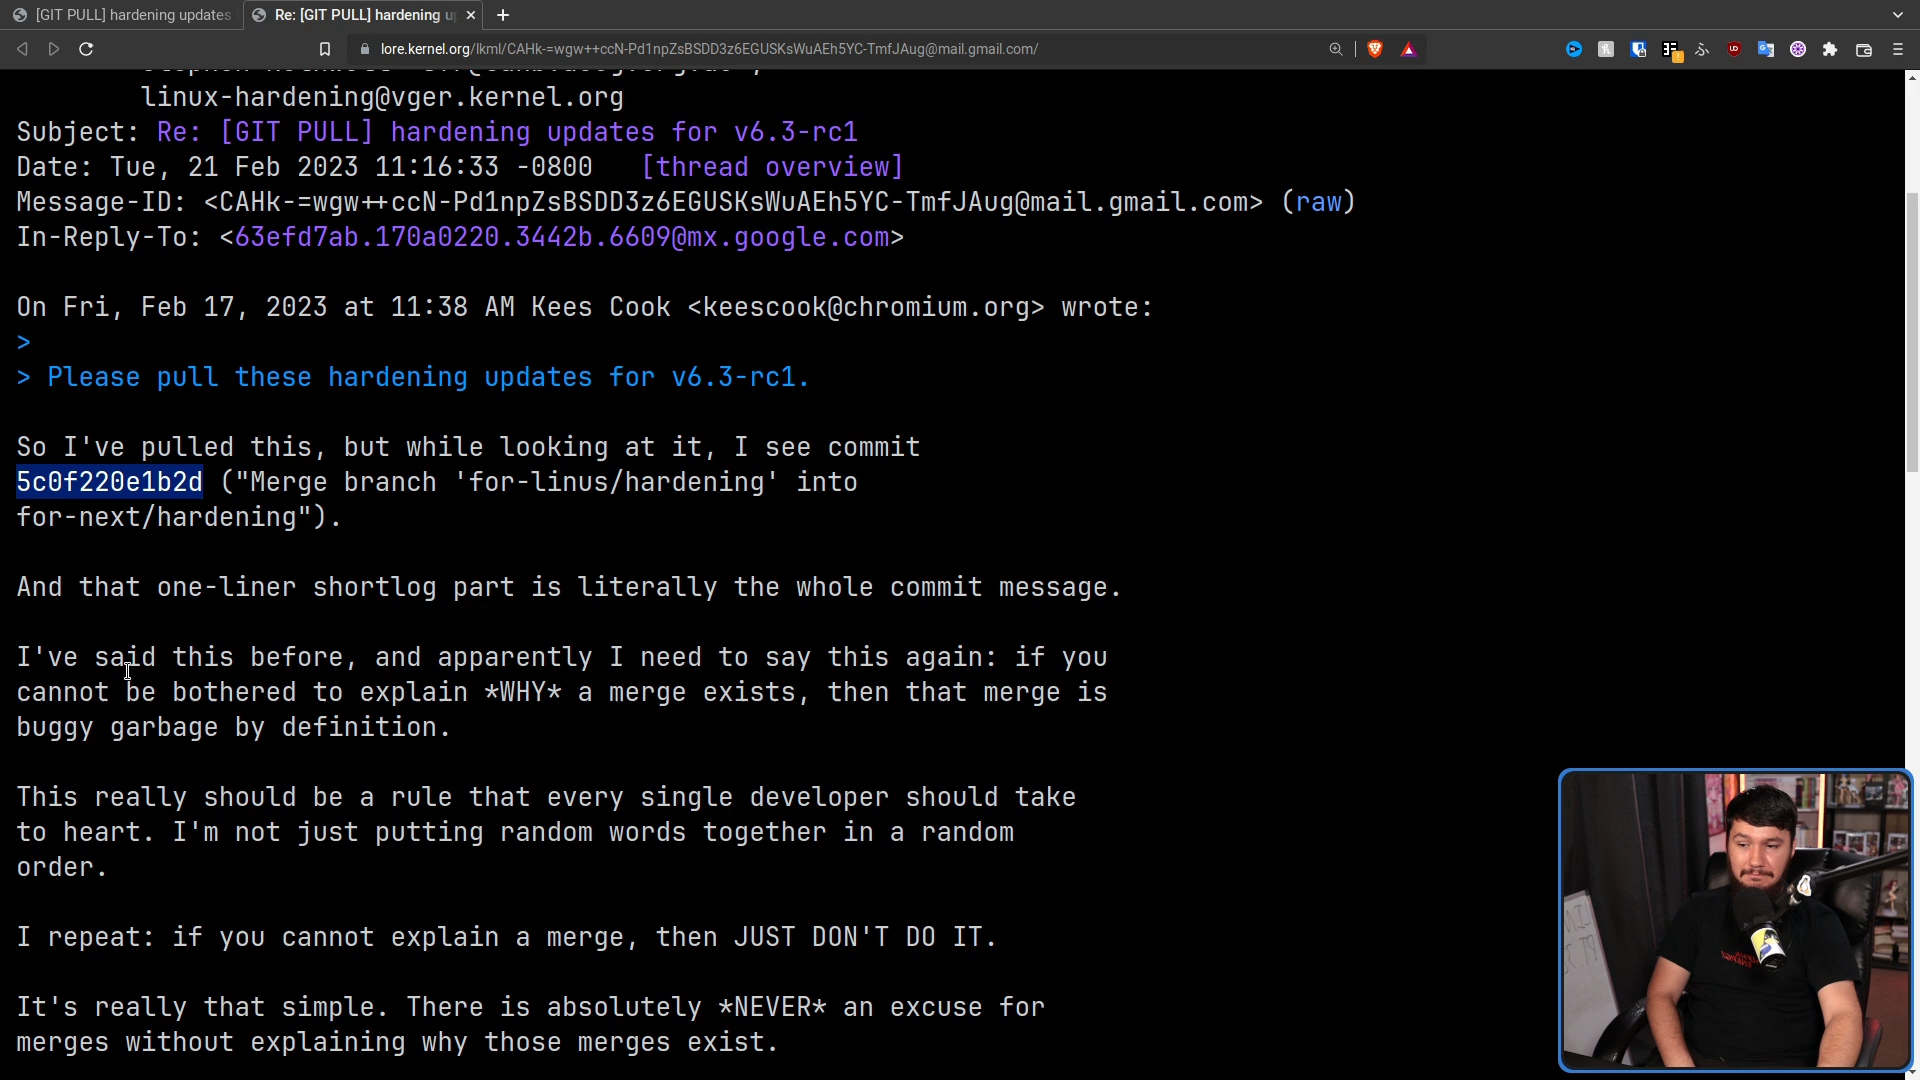 [GIT PULL] hardening updates
Re: [GIT PULL] hardening up
lore.kernel.org/lkml/CAHk-=wgw++ccN-Pd1npZsBSDD3z6EGUSKsWuAEh5YC-TmfJAug@mail.gmail.com/
linux-hardening@vger.kernel.org
Subject: Re: [GIT PULL] hardening updates for v6.3-rc1
Date: Tue, 21 Feb 2023 11:16:33 -0800 [thread overview]
Message-ID: <CAHk-=wgw++ccN-Pd1npZsBSDD3z6EGUSKsWuAEh5YC-TmfJAug@mail.gmail.com> (raw)
In-Reply-To: <63efd7ab.170a0220.3442b.6609@mx.google.com>
On Fri, Feb 17, 2023 at 11:38 AM Kees Cook <keescook@chromium.org> wrote:
>
> Please pull these hardening updates for v6.3-rc1.
So I've pulled this, but while looking at it, I see commit
5c0f220e1b2d ("Merge branch 'for-linus/hardening' into
for-next/hardening").
And that one-liner shortlog part is literally the whole commit message.
I've said this before, and apparently I need to say this again: if you
cannot be bothered to explain *WHY* a merge exists, then that merge is
buggy garbage by definition.
This really should be a rule that every single developer should take
to heart. I'm not just putting random words together in a random
order.
I repeat: if you cannot explain a merge, then JUST DON'T DO IT.
It's really that simple. There is absolutely *NEVER* an excuse for
merges without explaining why those merges exist.